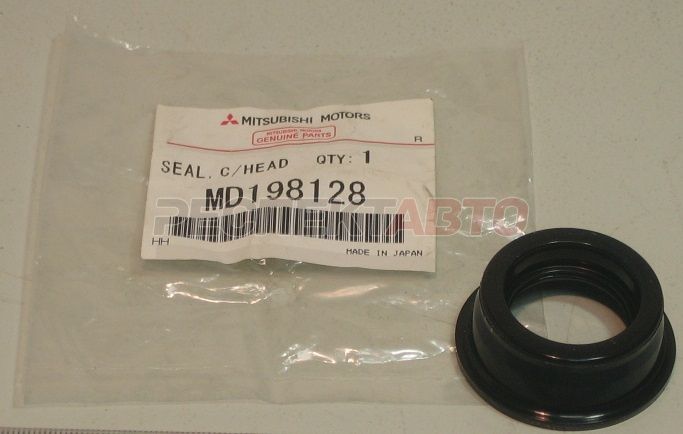 MITSUBISHI MOTORS
MITSUBISHI MOTORS
GENUINE PARTS
R
SEAL, C/HEAD QTY: 1
MD198128
HH
MADE IN JAPAN